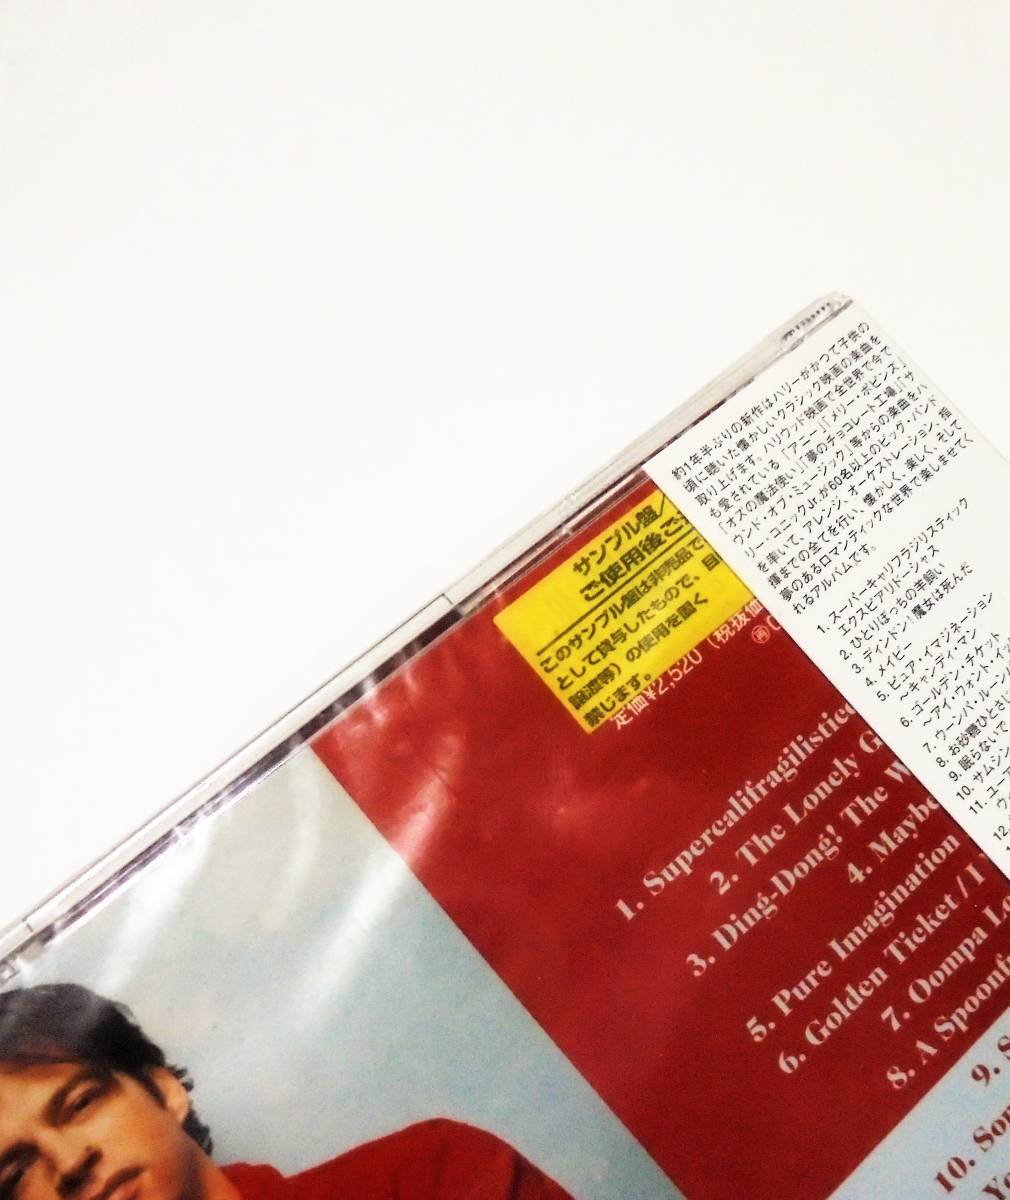 約1年半ぶりの新作はハリーがかつて子供の
頃に聴いた懐かしいクラシック映画の楽曲を
取り上げます。ハリウッド映画で全世界で今で
も愛されている「アニー」「メリー・ポピンズ」
「オズの魔法使い」「夢のチョコレート工場」「サ
ウンド・オブ・ミュージック」等からの楽曲をハ
リー・コニックJr.が60名以上のビッグ・バンド
を率いて、アレンジ、オーケストレーション、指
揮までの全てを行い、懐かしく、楽しく、そして
夢のあるロマンティックな世界で楽しませてく
れるアルバムです。
1. スーパーキャリフラジリスティック
エクスピアリドーシャス
2. ひとりぼっちの羊飼い
3. ディンドン! 魔女は死んだ
4. メイビー
5. ピュア・イマジネーション
〜キャンディ・マン
6. ゴールデン・チケット
〜アイ・ウォント・イッ
7. ウーンパ・ルーンパ
8. お砂糖ひとさじ
9. 眠らないで
10. サムシン
11. ユーア
ウィ
12.
サンプル盤/
ご使用後ご
このサンプル盤は非売品で
として貸与したもので、目
譲渡等)の使用を固く
禁じます。
定価¥2,520(税抜価
1. Supercalifragilistic
2. The Lonely G
3. Ding-Dong! The W
4. Maybe
5. Pure Imagination
6. Golden Ticket / I
7. Oompa Lo
8. A Spoonf
9. S
10. Som
Yo